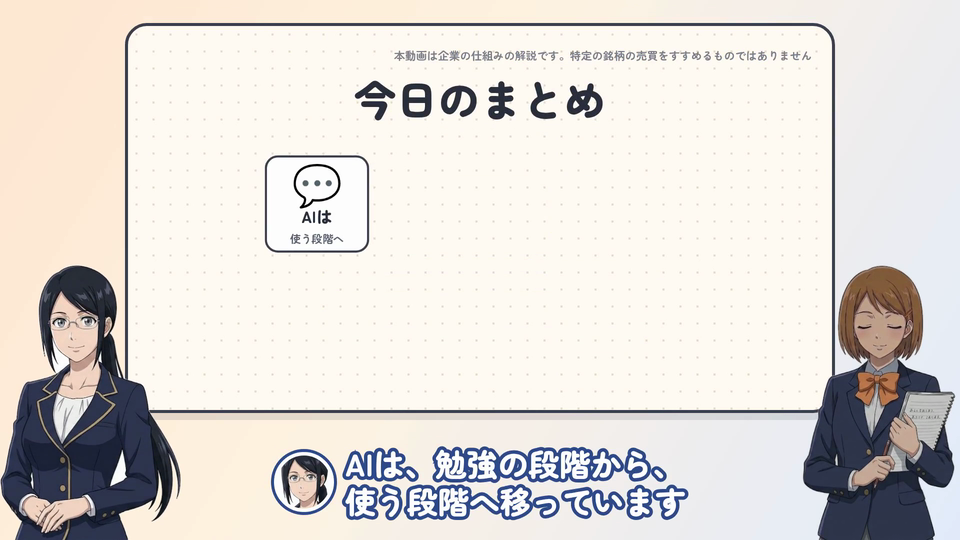 本動画は企業の仕組みの解説です。特定の銘柄の売買をすすめるものではありません
今日のまとめ
AIは
使う段階へ
AIは、勉強の段階から、
使う段階へ移っています